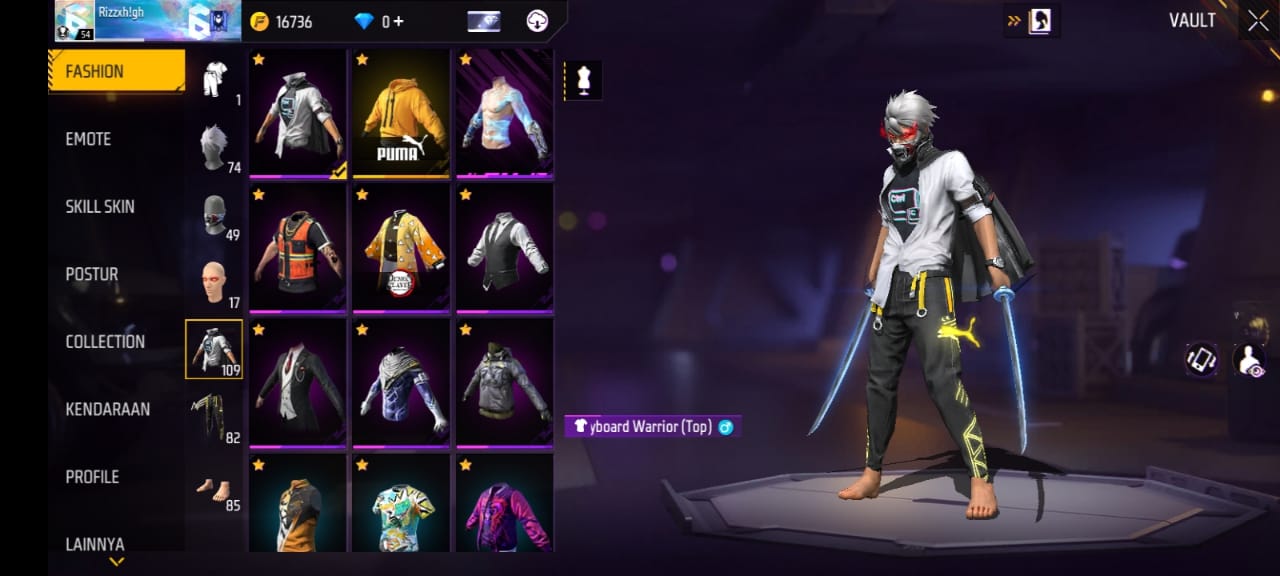 Rizzxh!gh
54
16736
0+
VAULT
FASHION
EMOTE
SKILL SKIN
POSTUR
COLLECTION
KENDARAAN
PROFILE
LAINNYA
1
74
49
17
109
82
85
PUMA
yboard Warrior (Top)